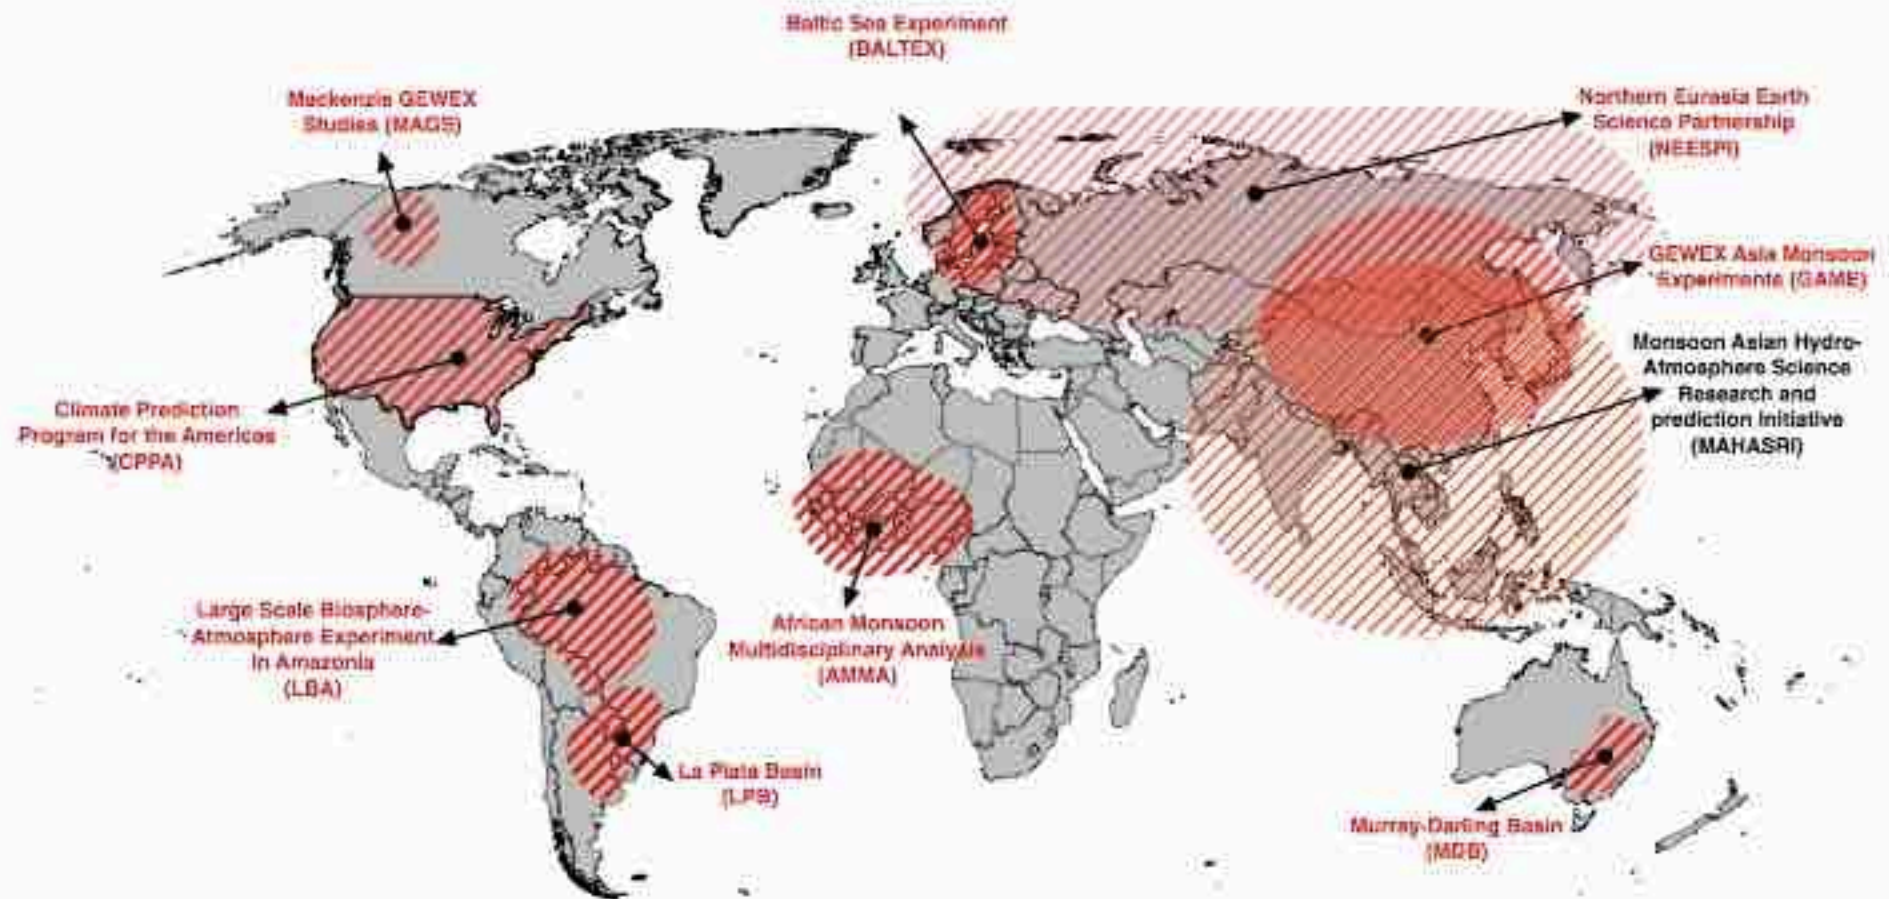 Baltic Sea Experiment
(BALTEX)
Mackenzie GEWEX
Studies (MAGS)
Northern Eurasia Earth
Science Partnership
(NEESPI)
GEWEX Asia Monsoon
Experiments (GAME)
Monsoon Asian Hydro-
Atmosphere Science
Research and
prediction Initiative
(MAHASRI)
Climate Prediction
Program for the Americas
(CPPA)
Large Scale Biosphere-
Atmosphere Experiment
in Amazonia
(LBA)
African Monsoon
Multidisciplinary Analysis
(AMMA)
La Plata Basin
(LPB)
Murray-Darling Basin
(MDB)